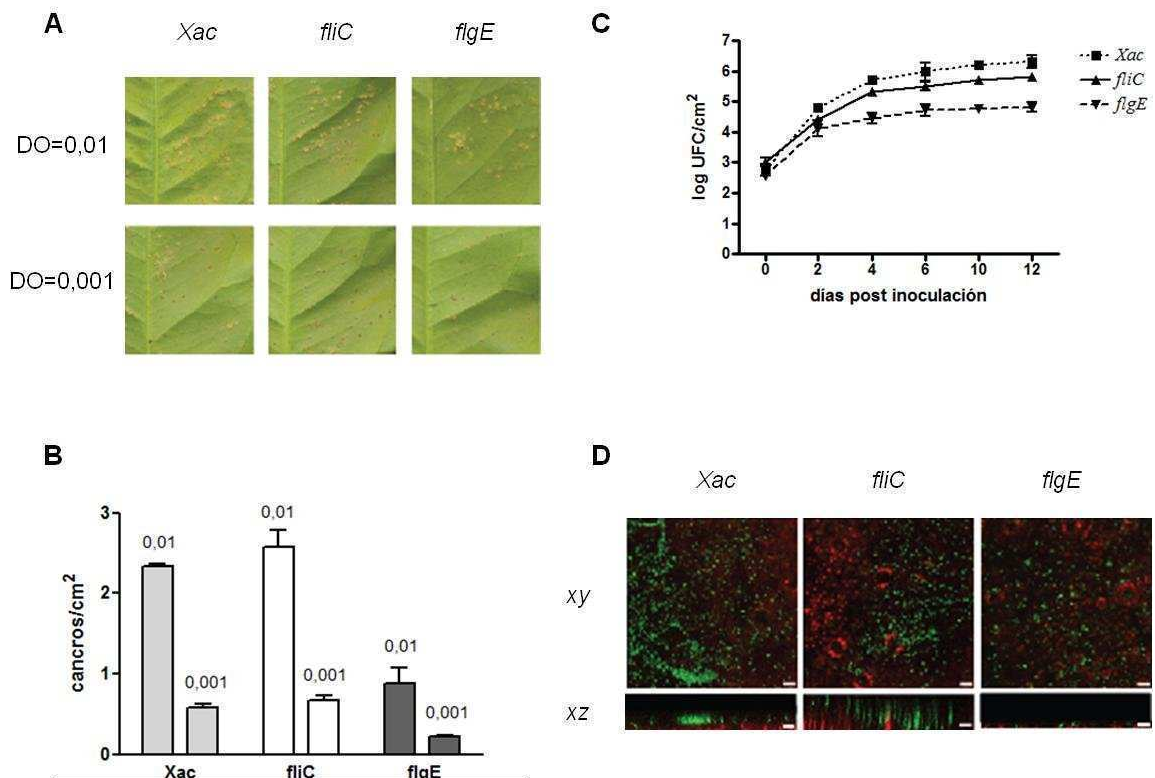 A
Xac fliC flgE
DO=0,01
DO=0,001
B
cancros/cm²
3
2
1
0
0,01
0,001
0,01
0,001
0,01
0,001
Xac fliC flgE
C
log UFC/cm²
7
6
5
4
3
2
1
0
0 2 4 6 10 12
días post inoculación
Xac
fliC
flgE
D
Xac fliC flgE
xy
xz